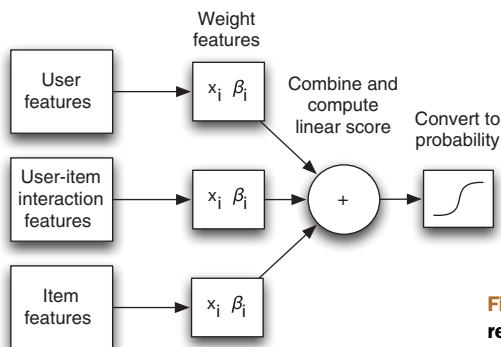 Weight
features
User
features
x_i β_i
Combine and
compute
linear score
Convert to
probability
User-item
interaction
features
x_i β_i
+
Item
features
x_i β_i